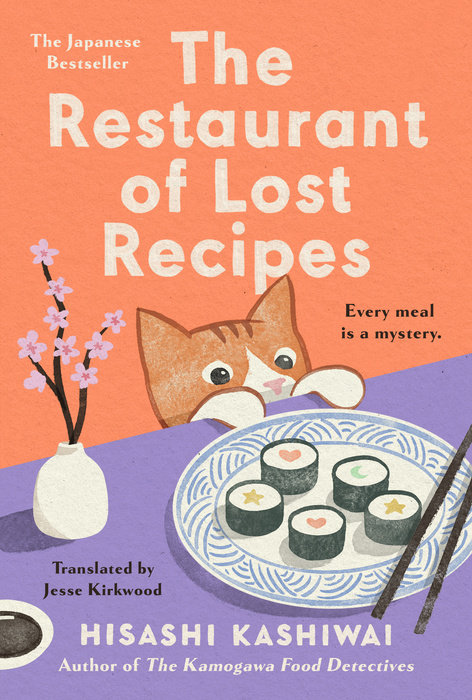 The Japanese
Bestseller
The
Restaurant
of Lost
Recipes
Every meal
is a mystery.
Translated by
Jesse Kirkwood
HISASHI KASHIWAI
Author of The Kamogawa Food Detectives